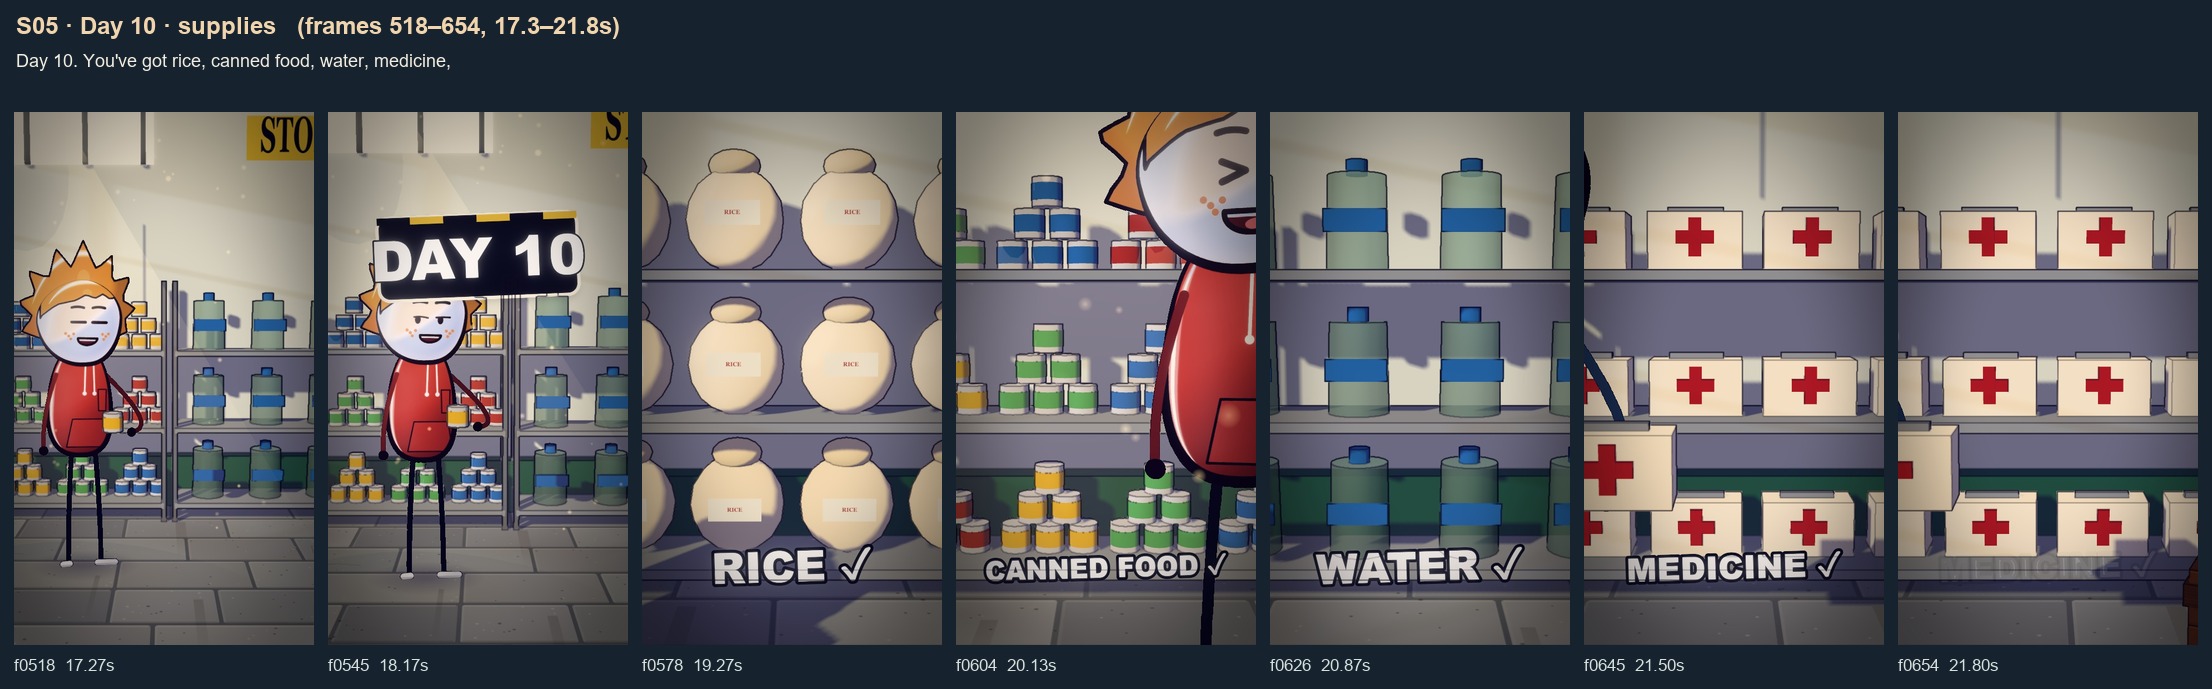 S05 · Day 10 · supplies (frames 518–654, 17.3–21.8s)
Day 10. You've got rice, canned food, water, medicine,
STO
DAY 10
RICE RICE
RICE RICE
RICE RICE
RICE ✓
CANNED FOOD ✓
WATER ✓
MEDICINE ✓
MEDICINE ✓
f0518 17.27s
f0545 18.17s
f0578 19.27s
f0604 20.13s
f0626 20.87s
f0645 21.50s
f0654 21.80s